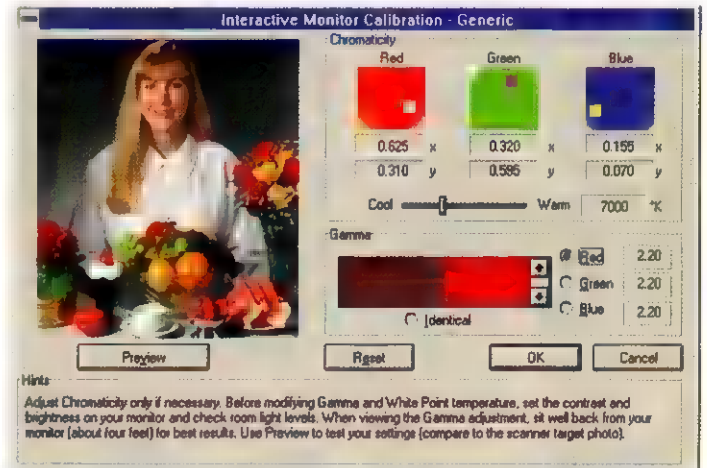 Interactive Monitor Calibration - Generic
Chromaticity
Red Green Blue
0.625 x 0.320 x 0.155 x
0.310 y 0.595 y 0.070 y
Cool Warm 7000 °K
Gamma
Red 2.20
Green 2.20
Blue 2.20
Identical
Preview Reset OK Cancel
Hints
Adjust Chromaticity only if necessary. Before modifying Gamma and White Point temperature, set the contrast and
brightness on your monitor and check room light levels. When viewing the Gamma adjustment, sit well back from your
monitor (about four feet) for best results. Use Preview to test your settings (compare to the scanner target photo).